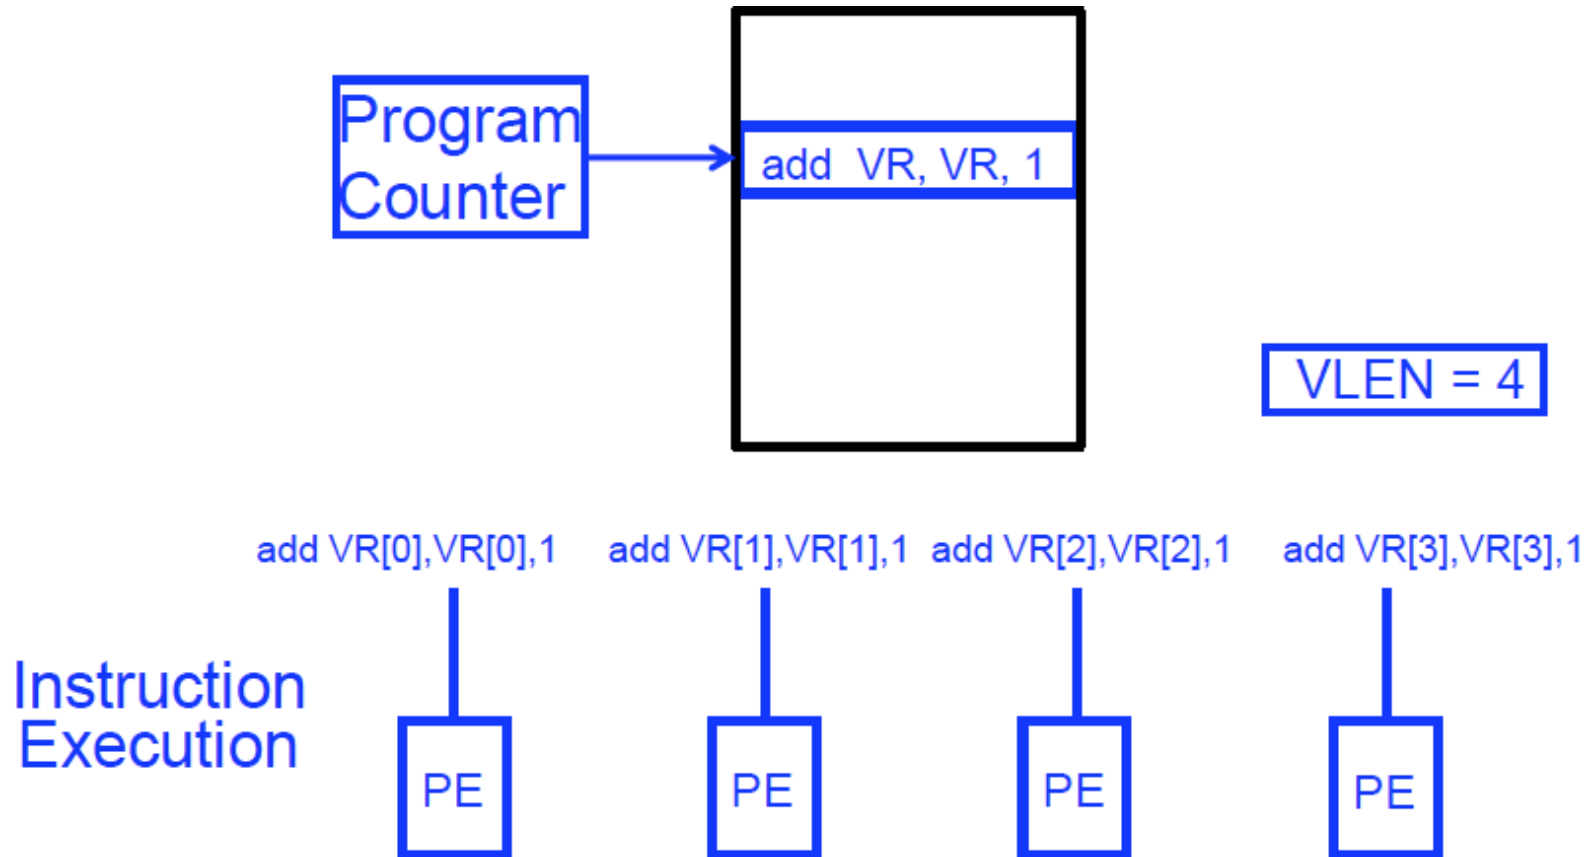 Program
Counter
add VR, VR, 1
VLEN = 4
add VR[0],VR[0],1
add VR[1],VR[1],1
add VR[2],VR[2],1
add VR[3],VR[3],1
Instruction
Execution
PE
PE
PE
PE